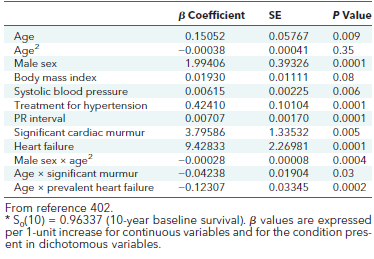 β Coefficient SE P Value
Age 0.15052 0.05767 0.009
Age² −0.00038 0.00041 0.35
Male sex 1.99406 0.39326 0.0001
Body mass index 0.01930 0.01111 0.08
Systolic blood pressure 0.00615 0.00225 0.006
Treatment for hypertension 0.42410 0.10104 0.0001
PR interval 0.00707 0.00170 0.0001
Significant cardiac murmur 3.79586 1.33532 0.005
Heart failure 9.42833 2.26981 0.0001
Male sex × age² −0.00028 0.00008 0.0004
Age × significant murmur −0.04238 0.01904 0.03
Age × prevalent heart failure −0.12307 0.03345 0.0002
From reference 402.
* S₀(10) = 0.96337 (10-year baseline survival). β values are expressed
per 1-unit increase for continuous variables and for the condition pres-
ent in dichotomous variables.